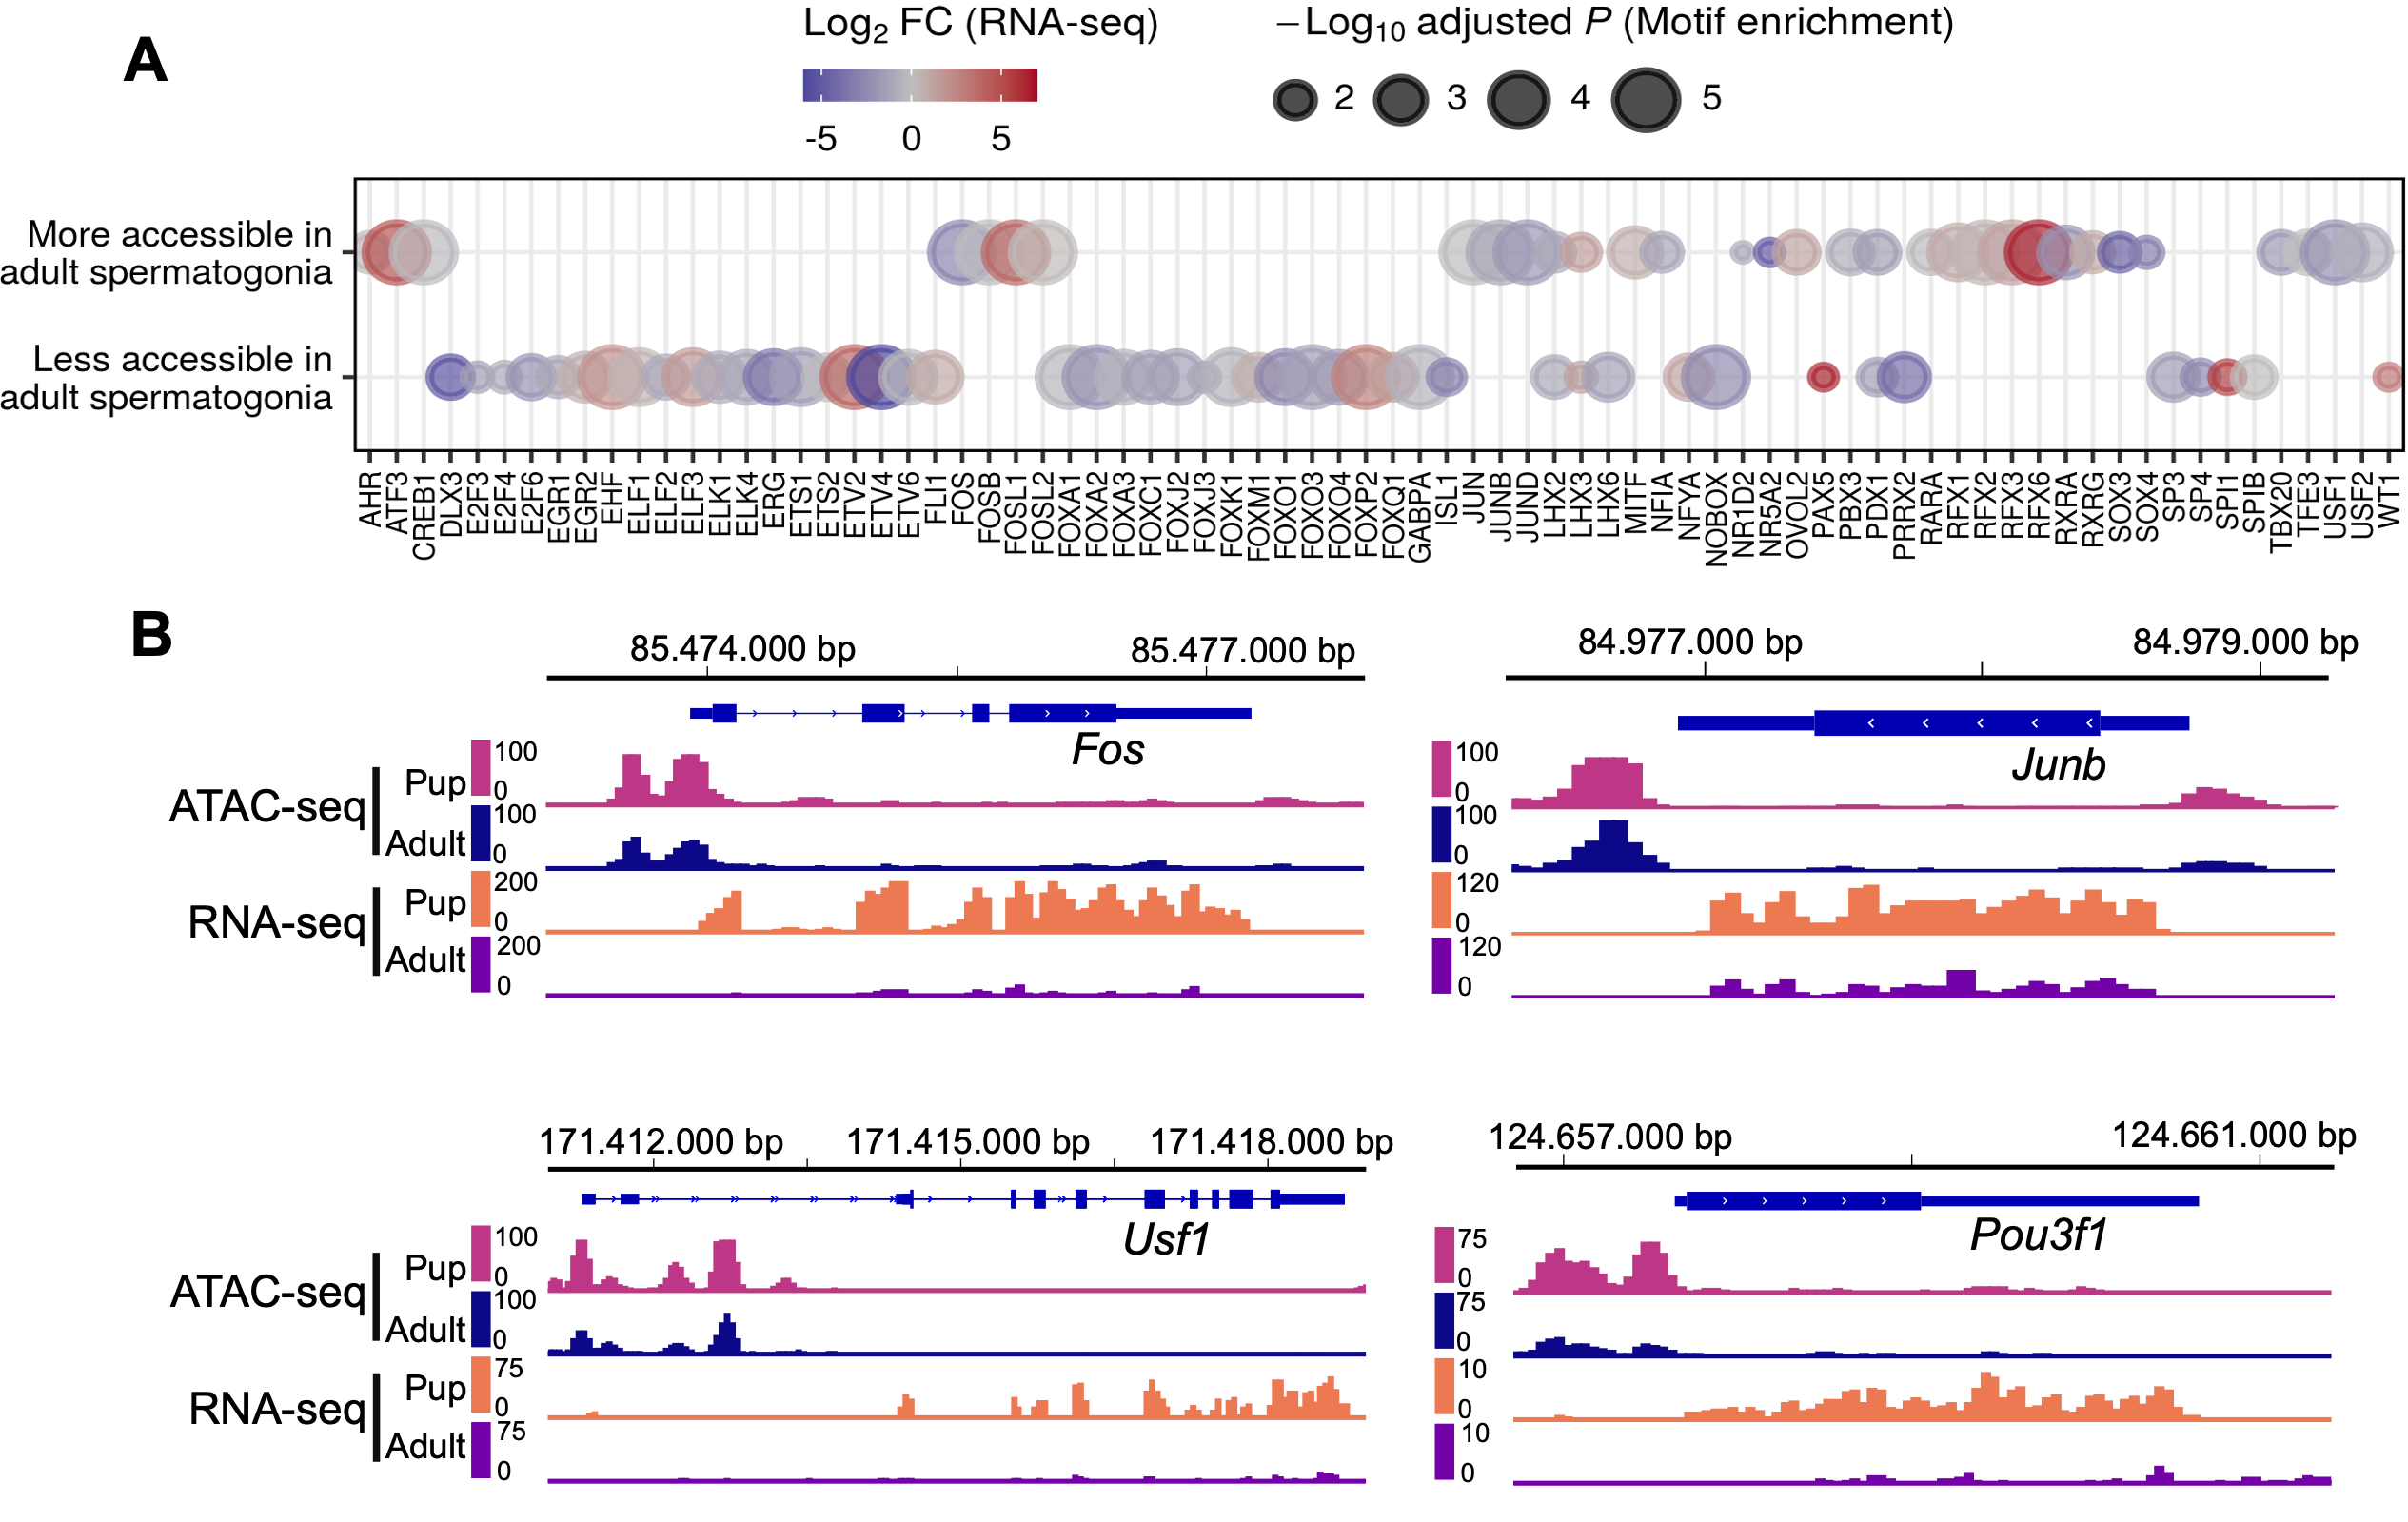 A
Log2 FC (RNA-seq)
-5 0 5
−Log10 adjusted P (Motif enrichment)
2 3 4 5
More accessible in
adult spermatogonia
Less accessible in
adult spermatogonia
AHR
ATF3
CREB1
DLX3
E2F3
E2F4
E2F6
EGR1
EGR2
EHF
ELF1
ELF2
ELF3
ELK1
ELK4
ERG
ETS1
ETS2
ETV2
ETV4
ETV6
FLI1
FOS
FOSB
FOSL1
FOSL2
FOXA1
FOXA2
FOXA3
FOXC1
FOXJ2
FOXJ3
FOXK1
FOXM1
FOXO1
FOXO3
FOXO4
FOXP2
FOXQ1
GABPA
ISL1
JUN
JUNB
JUND
LHX2
LHX3
LHX6
MITF
NFIA
NFYA
NOBOX
NR1D2
NR5A2
OVOL2
PAX5
PBX3
PDX1
PRRX2
RARA
RFX1
RFX2
RFX3
RFX6
RXRA
RXRG
SOX3
SOX4
SP3
SP4
SPI1
SPIB
TBX20
TFE3
USF1
USF2
WT1
B
85.474.000 bp 85.477.000 bp
Fos
ATAC-seq
Pup 100 0
Adult 100 0
RNA-seq
Pup 200 0
Adult 200 0
84.977.000 bp 84.979.000 bp
Junb
100 0
100 0
120 0
120 0
171.412.000 bp 171.415.000 bp 171.418.000 bp
Usf1
ATAC-seq
Pup 100 0
Adult 100 0
RNA-seq
Pup 75 0
Adult 75 0
124.657.000 bp 124.661.000 bp
Pou3f1
75 0
75 0
10 0
10 0